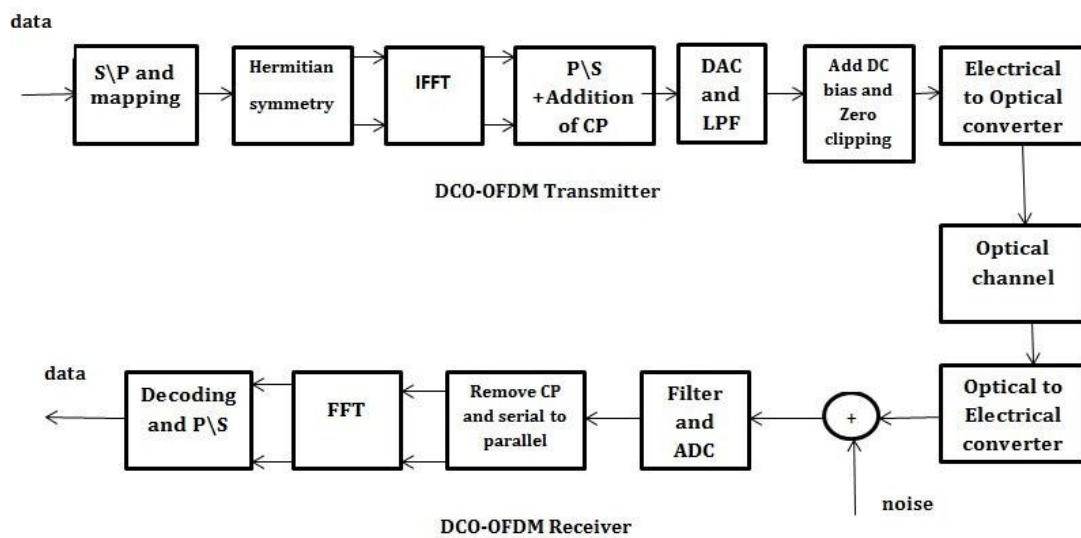 data
S\P and
mapping
Hermitian
symmetry
IFFT
P\S
+Addition
of CP
DAC
and
LPF
Add DC
bias and
Zero
clipping
Electrical
to Optical
converter
DCO-OFDM Transmitter
Optical
channel
data
Decoding
and P\S
FFT
Remove CP
and serial to
parallel
Filter
and
ADC
+
Optical to
Electrical
converter
noise
DCO-OFDM Receiver